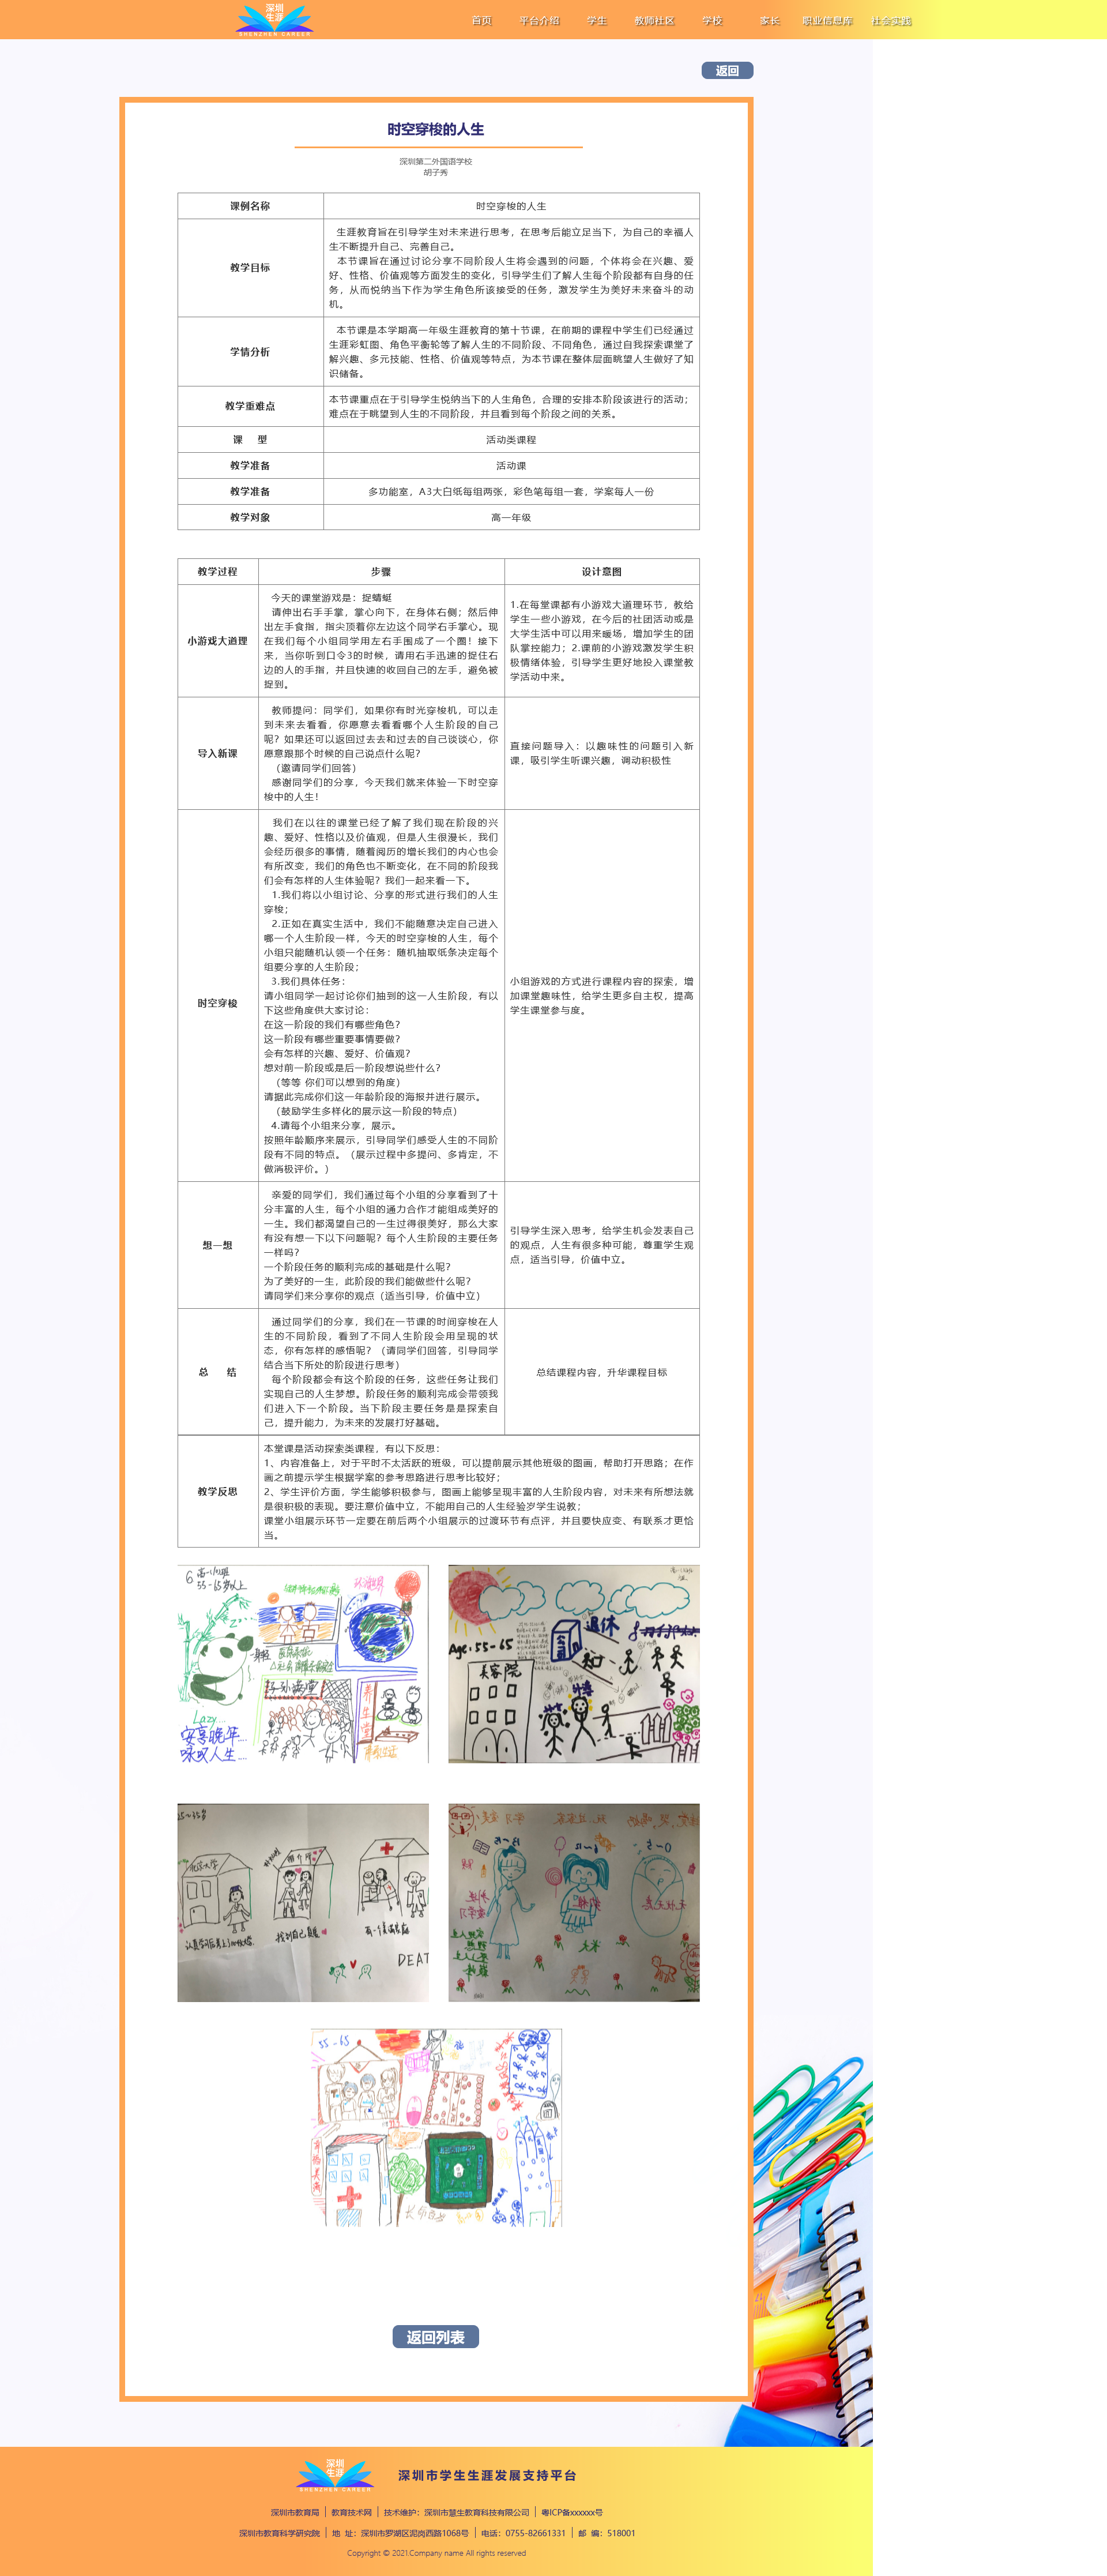 深圳
生涯
SHENZHEN CAREER
首页 平台介绍 学生 教师社区 学校 家长 职业信息库 社会实践
返回
时空穿梭的人生
深圳第二外国语学校
胡子秀
课例名称
时空穿梭的人生
教学目标
生涯教育旨在引导学生对未来进行思考，在思考后能立足当下，为自己的幸福人
生不断提升自己、完善自己。
本节课旨在通过讨论分享不同阶段人生将会遇到的问题，个体将会在兴趣、爱
好、性格、价值观等方面发生的变化，引导学生们了解人生每个阶段都有自身的任
务，从而悦纳当下作为学生角色所该接受的任务，激发学生为美好未来奋斗的动
机。
学情分析
本节课是本学期高一年级生涯教育的第十节课，在前期的课程中学生们已经通过
生涯彩虹图、角色平衡轮等了解人生的不同阶段、不同角色，通过自我探索课堂了
解兴趣、多元技能、性格、价值观等特点，为本节课在整体层面眺望人生做好了知
识储备。
教学重难点
本节课重点在于引导学生悦纳当下的人生角色，合理的安排本阶段该进行的活动；
难点在于眺望到人生的不同阶段，并且看到每个阶段之间的关系。
课 型
活动类课程
教学准备
活动课
教学准备
多功能室，A3大白纸每组两张，彩色笔每组一套，学案每人一份
教学对象
高一年级
教学过程 步骤 设计意图
小游戏大道理
今天的课堂游戏是：捉蜻蜓
请伸出右手手掌，掌心向下，在身体右侧；然后伸
出左手食指，指尖顶着你左边这个同学右手掌心。现
在我们每个小组同学用左右手围成了一个圈！接下
来，当你听到口令3的时候，请用右手迅速的捉住右
边的人的手指，并且快速的收回自己的左手，避免被
捉到。
1.在每堂课都有小游戏大道理环节，教给
学生一些小游戏，在今后的社团活动或是
大学生活中可以用来暖场，增加学生的团
队掌控能力；2.课前的小游戏激发学生积
极情绪体验，引导学生更好地投入课堂教
学活动中来。
导入新课
教师提问：同学们，如果你有时光穿梭机，可以走
到未来去看看，你愿意去看看哪个人生阶段的自己
呢？如果还可以返回过去去和过去的自己谈谈心，你
愿意跟那个时候的自己说点什么呢？
（邀请同学们回答）
感谢同学们的分享，今天我们就来体验一下时空穿
梭中的人生！
直接问题导入：以趣味性的问题引入新
课，吸引学生听课兴趣，调动积极性
时空穿梭
我们在以往的课堂已经了解了我们现在阶段的兴
趣、爱好、性格以及价值观，但是人生很漫长，我们
会经历很多的事情，随着阅历的增长我们的内心也会
有所改变，我们的角色也不断变化，在不同的阶段我
们会有怎样的人生体验呢？我们一起来看一下。
1.我们将以小组讨论、分享的形式进行我们的人生
穿梭；
2.正如在真实生活中，我们不能随意决定自己进入
哪一个人生阶段一样，今天的时空穿梭的人生，每个
小组只能随机认领一个任务：随机抽取纸条决定每个
组要分享的人生阶段；
3.我们具体任务：
请小组同学一起讨论你们抽到的这一人生阶段，有以
下这些角度供大家讨论：
在这一阶段的我们有哪些角色？
这一阶段有哪些重要事情要做？
会有怎样的兴趣、爱好、价值观？
想对前一阶段或是后一阶段想说些什么？
（等等 你们可以想到的角度）
请据此完成你们这一年龄阶段的海报并进行展示。
（鼓励学生多样化的展示这一阶段的特点）
4.请每个小组来分享，展示。
按照年龄顺序来展示，引导同学们感受人生的不同阶
段有不同的特点。（展示过程中多提问、多肯定，不
做消极评价。）
小组游戏的方式进行课程内容的探索，增
加课堂趣味性，给学生更多自主权，提高
学生课堂参与度。
想一想
亲爱的同学们，我们通过每个小组的分享看到了十
分丰富的人生，每个小组的通力合作才能组成美好的
一生。我们都渴望自己的一生过得很美好，那么大家
有没有想一下以下问题呢？每个人生阶段的主要任务
一样吗？
一个阶段任务的顺利完成的基础是什么呢？
为了美好的一生，此阶段的我们能做些什么呢？
请同学们来分享你的观点（适当引导，价值中立）
引导学生深入思考，给学生机会发表自己
的观点，人生有很多种可能，尊重学生观
点，适当引导，价值中立。
总 结
通过同学们的分享，我们在一节课的时间穿梭在人
生的不同阶段，看到了不同人生阶段会用呈现的状
态，你有怎样的感悟呢？（请同学们回答，引导同学
结合当下所处的阶段进行思考）
每个阶段都会有这个阶段的任务，这些任务让我们
实现自己的人生梦想。阶段任务的顺利完成会带领我
们进入下一个阶段。当下阶段主要任务是是探索自
己，提升能力，为未来的发展打好基础。
总结课程内容，升华课程目标
教学反思
本堂课是活动探索类课程，有以下反思：
1、内容准备上，对于平时不太活跃的班级，可以提前展示其他班级的图画，帮助打开思路；在作
画之前提示学生根据学案的参考思路进行思考比较好；
2、学生评价方面，学生能够积极参与，图画上能够呈现丰富的人生阶段内容，对未来有所想法就
是很积极的表现。要注意价值中立，不能用自己的人生经验岁学生说教；
课堂小组展示环节一定要在前后两个小组展示的过渡环节有点评，并且要快应变、有联系才更恰
当。
6
55-65岁以上
Lazy...
安享晚年...
咏叹人生...
养生堂
Age:55-65
退休
美容院
北京大学
找到自己真爱
DEAT
55-65
返回列表
深圳
生涯
SHENZHEN CAREER
深圳市学生生涯发展支持平台
深圳市教育局 | 教育技术网 | 技术维护：深圳市慧生教育科技有限公司 | 粤ICP备xxxxxx号
深圳市教育科学研究院 | 地 址：深圳市罗湖区泥岗西路1068号 | 电话：0755-82661331 | 邮 编：518001
Copyright © 2021.Company name All rights reserved